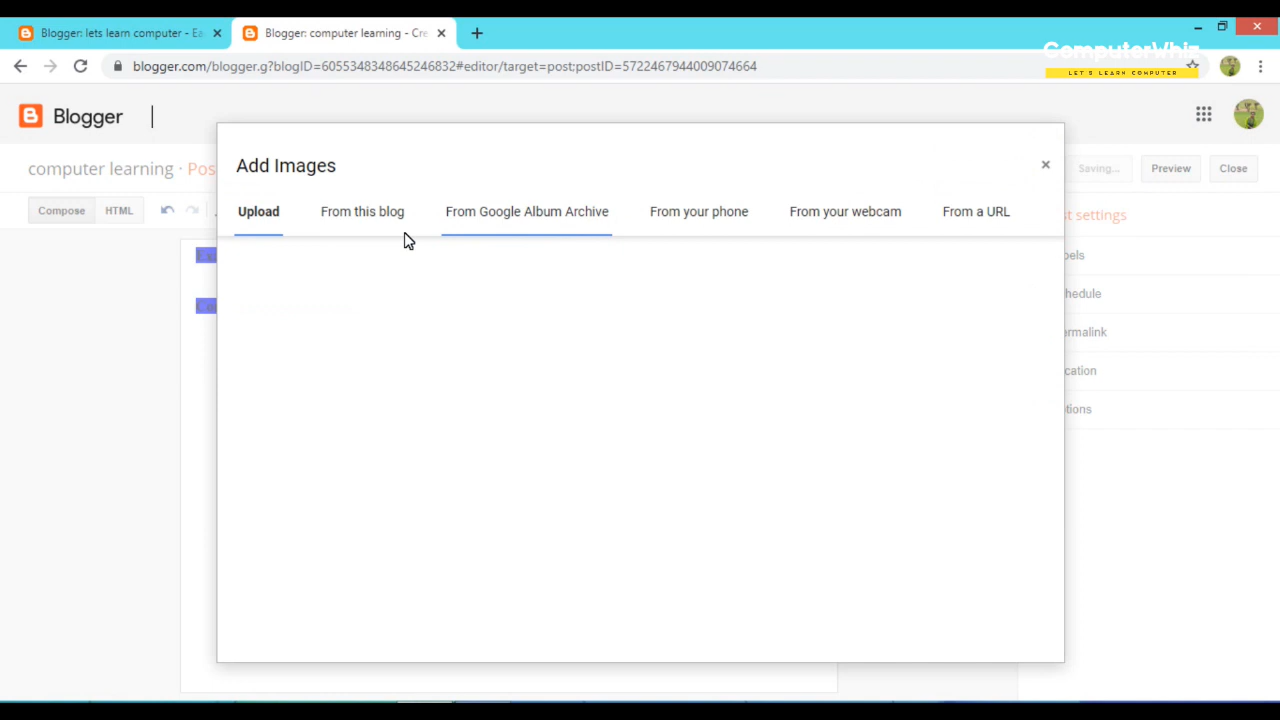 Blogger: lets learn computer - Ea
Blogger: computer learning - Cre
blogger.com/blogger.g?blogID=6055348313645246832#editor/target=post;postID=5722467944009074664
ComputerWhiz
LET'S LEARN COMPUTER
Blogger
computer learning · Pos
Saving...
Preview
Close
Compose
HTML
Add Images
Upload
From this blog
From Google Album Archive
From your phone
From your webcam
From a URL
st settings
bels
hedule
ermalink
cation
tions